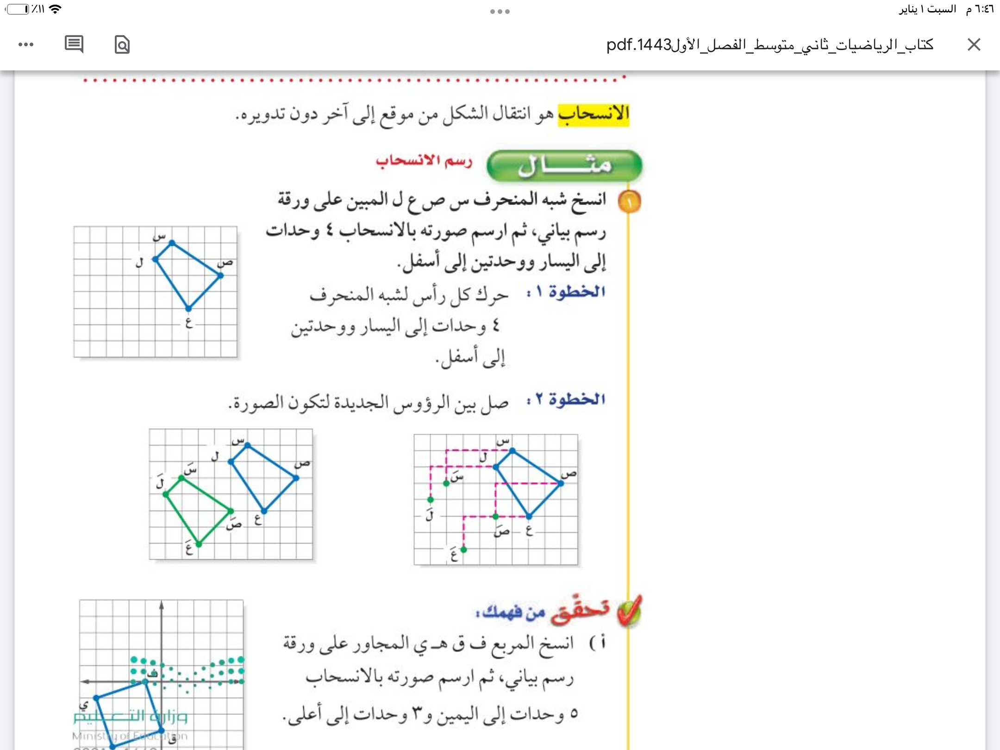 ٦:٤٦ م السبت ١ يناير
٪١١
كتاب_الرياضيات_ثاني_متوسط_الفصل_الأول1443.pdf
الانسحاب هو انتقال الشكل من موقع إلى آخر دون تدويره.
مثـــال رسم الانسحاب
١ انسخ شبه المنحرف س ص ع ل المبين على ورقة
رسم بياني، ثم ارسم صورته بالانسحاب ٤ وحدات
إلى اليسار ووحدتين إلى أسفل.
س
ل
ص
ع
الخطوة ١ : حرك كل رأس لشبه المنحرف
٤ وحدات إلى اليسار ووحدتين
إلى أسفل.
الخطوة ٢ : صل بين الرؤوس الجديدة لتكون الصورة.
س
ل
ص
سَ
لَ
صَ
ع
عَ
س
ل
ص
سَ
لَ
صَ
ع
عَ
تحقَّق من فهمك:
أ ) انسخ المربع ف ق هـ ي المجاور على ورقة
رسم بياني، ثم ارسم صورته بالانسحاب
٥ وحدات إلى اليمين و٣ وحدات إلى أعلى.
ف
ي
ق
وزارة التـعـليم
Ministry of Education